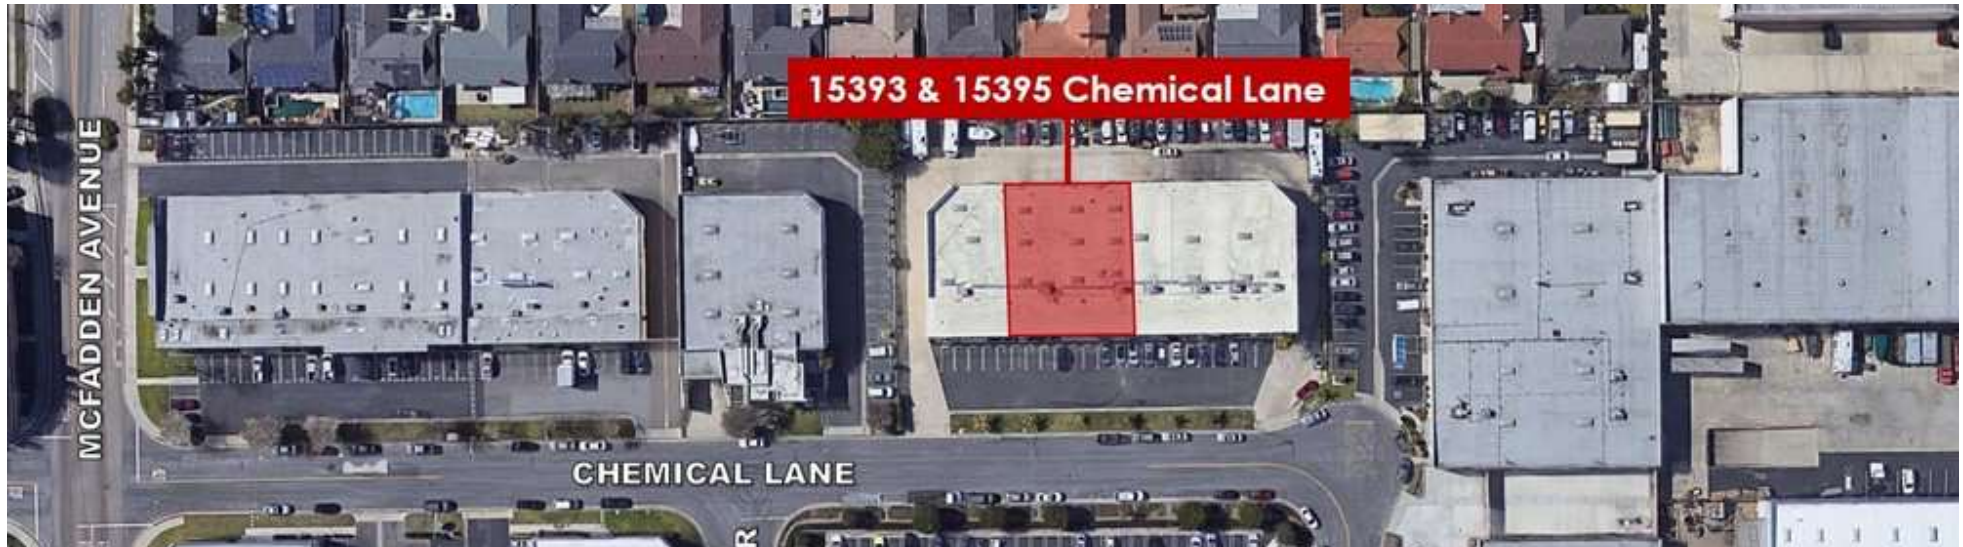 15393 & 15395 Chemical Lane
MCFADDEN AVENUE
CHEMICAL LANE
R